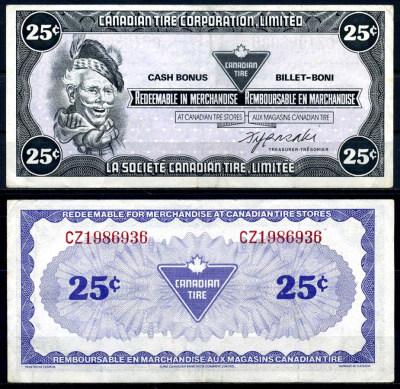 25¢ CANADIAN TIRE CORPORATION, LIMITED 25¢
CANADIAN
TIRE
CASH BONUS BILLET-BONI
REDEEMABLE IN MERCHANDISE REMBOURSABLE EN MARCHANDISE
AT CANADIAN TIRE STORES AUX MAGASINS CANADIAN TIRE
TREASURER-TRÉSORIER
25¢ LA SOCIÉTÉ CANADIAN TIRE, LIMITÉE 25¢
REDEEMABLE FOR MERCHANDISE AT CANADIAN TIRE STORES
CZ1986936 CZ1986936
25¢ CANADIAN 25¢
TIRE
REMBOURSABLE EN MARCHANDISE AUX MAGASINS CANADIAN TIRE